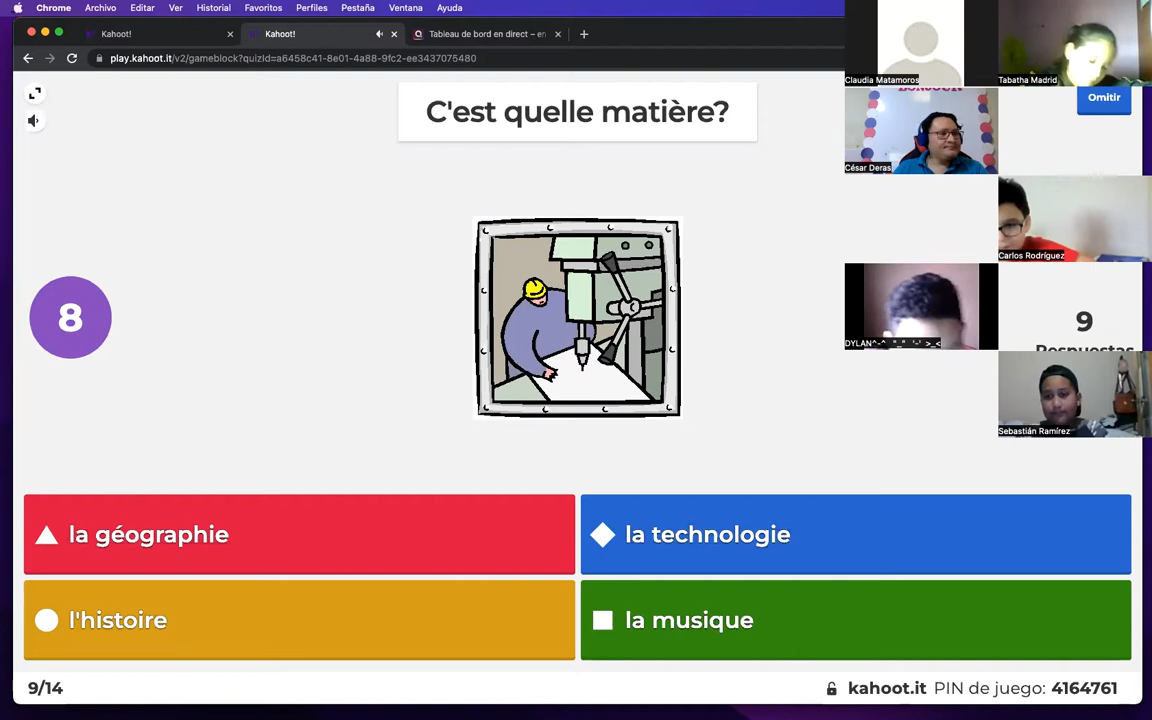 Chrome Archivo Editar Ver Historial Favoritos Perfiles Pestaña Ventana Ayuda
Kahoot! Kahoot! Tableau de bord en direct – en
play.kahoot.it/v2/gameblock?quizId=a6458c41-8e01-4a88-9fc2-ee3437075480
Claudia Matamoros
Tabatha Madrid
C'est quelle matière?
Omitir
BONJOUR
César Deras
Carlos Rodríguez
8
9
Respuestas
DYLAN^-^ "_" '-' >_<
Sebastián Ramírez
la géographie
la technologie
l'histoire
la musique
9/14
kahoot.it PIN de juego: 4164761